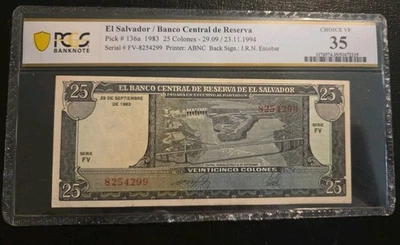 PCGS
BANKNOTE
El Salvador / Banco Central de Reserva
Pick # 136a 1983 25 Colones - 29.09 / 23.11.1994
Serial # FV-8254299 Printer: ABNC Back Sign.: J.R.N. Escobar
CHOICE VF
35
25 BANCO CENTRAL DE RESERVA DE EL SALVADOR 25
29 DE SEPTIEMBRE
DE 1983
8254299
SERIE
FV
SERIE
FV
8254299
25 VEINTICINCO COLONES 25